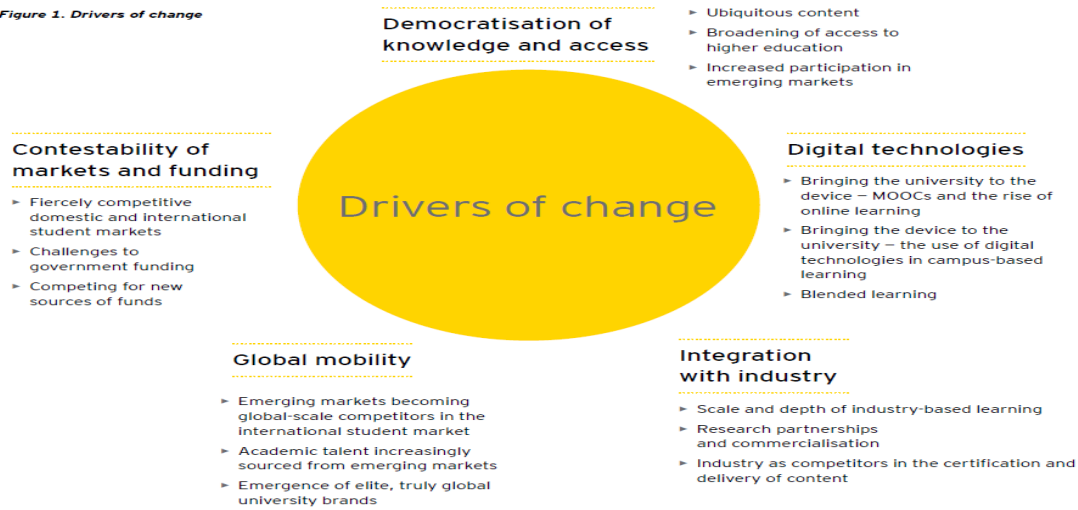 Figure 1. Drivers of change
Democratisation of
knowledge and access
► Ubiquitous content
► Broadening of access to
higher education
► Increased participation in
emerging markets
Contestability of
markets and funding
► Fiercely competitive
domestic and international
student markets
► Challenges to
government funding
► Competing for new
sources of funds
Drivers of change
Digital technologies
► Bringing the university to the
device – MOOCs and the rise of
online learning
► Bringing the device to the
university – the use of digital
technologies in campus-based
learning
► Blended learning
Global mobility
► Emerging markets becoming
global-scale competitors in the
international student market
► Academic talent increasingly
sourced from emerging markets
► Emergence of elite, truly global
university brands
Integration
with industry
► Scale and depth of industry-based learning
► Research partnerships
and commercialisation
► Industry as competitors in the certification and
delivery of content